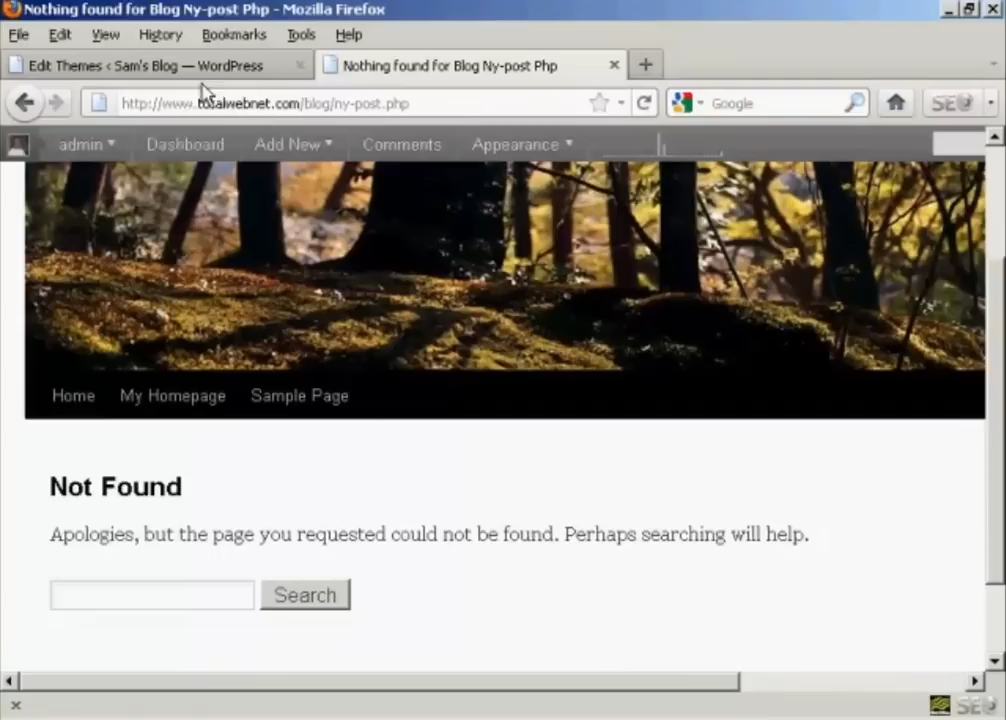 Nothing found for Blog Ny-post Php - Mozilla Firefox
File Edit View History Bookmarks Tools Help
Edit Themes ‹ Sam's Blog — WordPress
Nothing found for Blog Ny-post Php
http://www.totalwebnet.com/blog/ny-post.php
Google
SEO
admin Dashboard Add New Comments Appearance
Home My Homepage Sample Page
Not Found
Apologies, but the page you requested could not be found. Perhaps searching will help.
Search
SEO